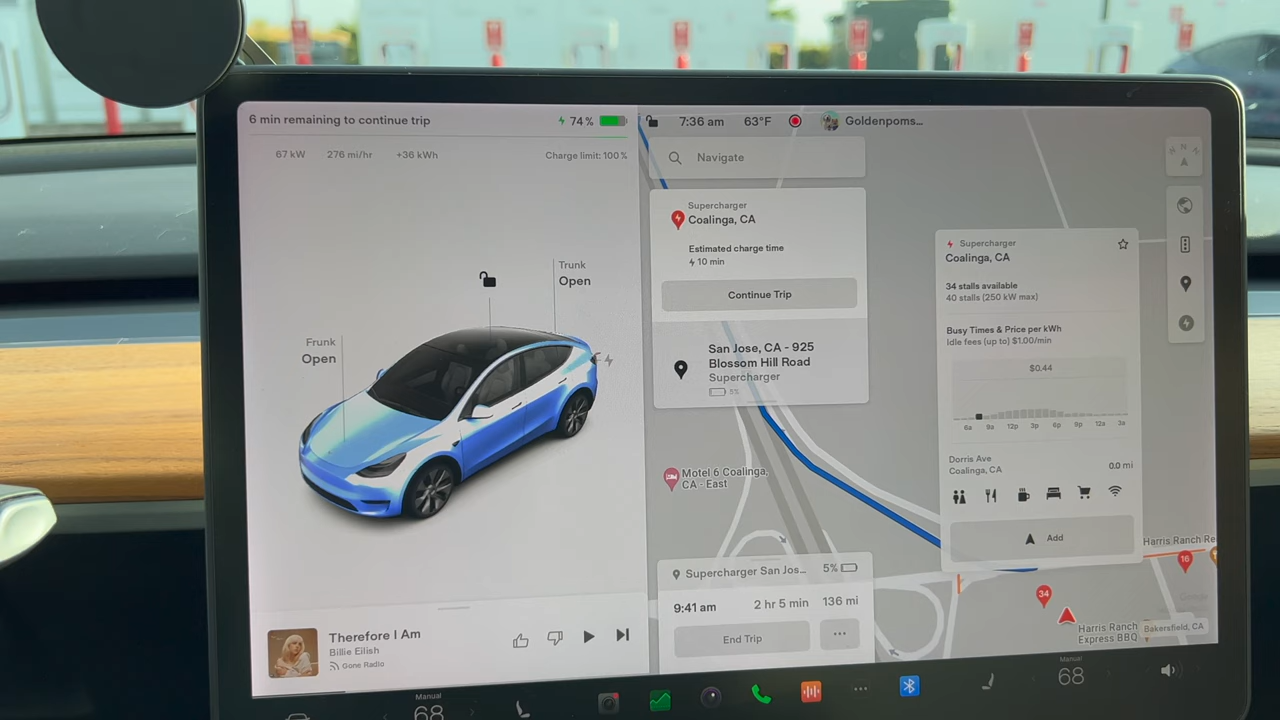 6 min remaining to continue trip
74 %
67 kW 276 mi/hr +36 kWh Charge limit: 100 %
Trunk
Open
Frunk
Open
Therefore I Am
Billie Eilish
Gone Radio
7:36 am 63°F Goldenpoms...
Navigate
Supercharger
Coalinga, CA
Estimated charge time
10 min
Continue Trip
San Jose, CA - 925
Blossom Hill Road
Supercharger
5%
Motel 6 Coalinga,
CA - East
Supercharger San Jos... 5%
9:41 am 2 hr 5 min 136 mi
End Trip
N
Supercharger
Coalinga, CA
34 stalls available
40 stalls (250 kW max)
Busy Times & Price per kWh
Idle fees (up to) $1.00/min
$0.44
6a 9a 12p 3p 6p 9p 12a 3a
Dorris Ave
Coalinga, CA
0.0 mi
Add
Harris Ranch Re
16
34
Harris Ranch
Express BBQ
Bakersfield, CA
Google
Manual
68
Manual
68